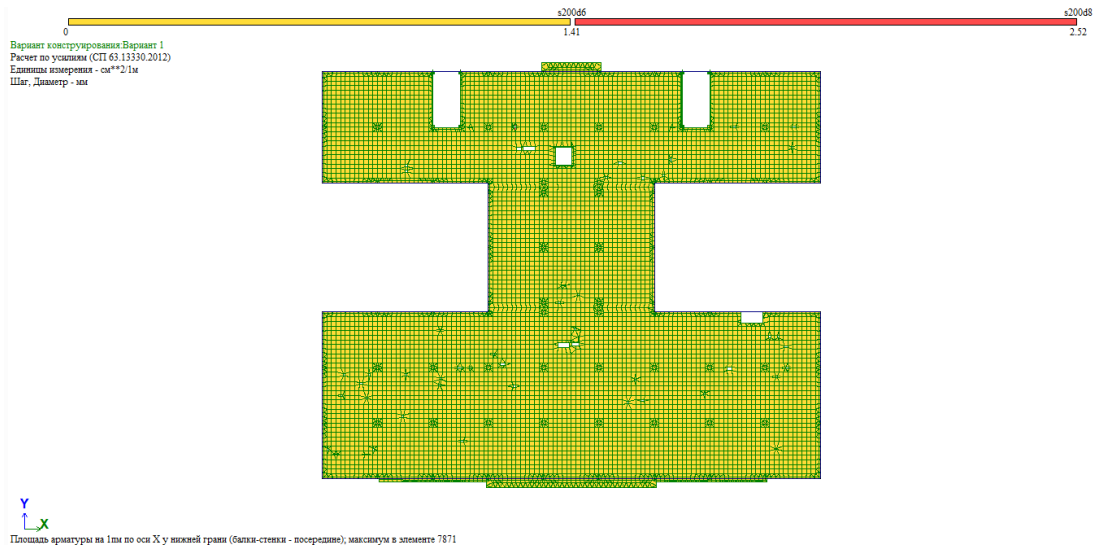 s200d6 s200d8
0 1.41 2.52
Вариант конструирования:Вариант 1
Расчет по усилиям (СП 63.13330.2012)
Единицы измерения - см**2/1м
Шаг, Диаметр - мм
Y
X
Площадь арматуры на 1пм по оси X у нижней грани (балки-стенки - посередине); максимум в элементе 7871